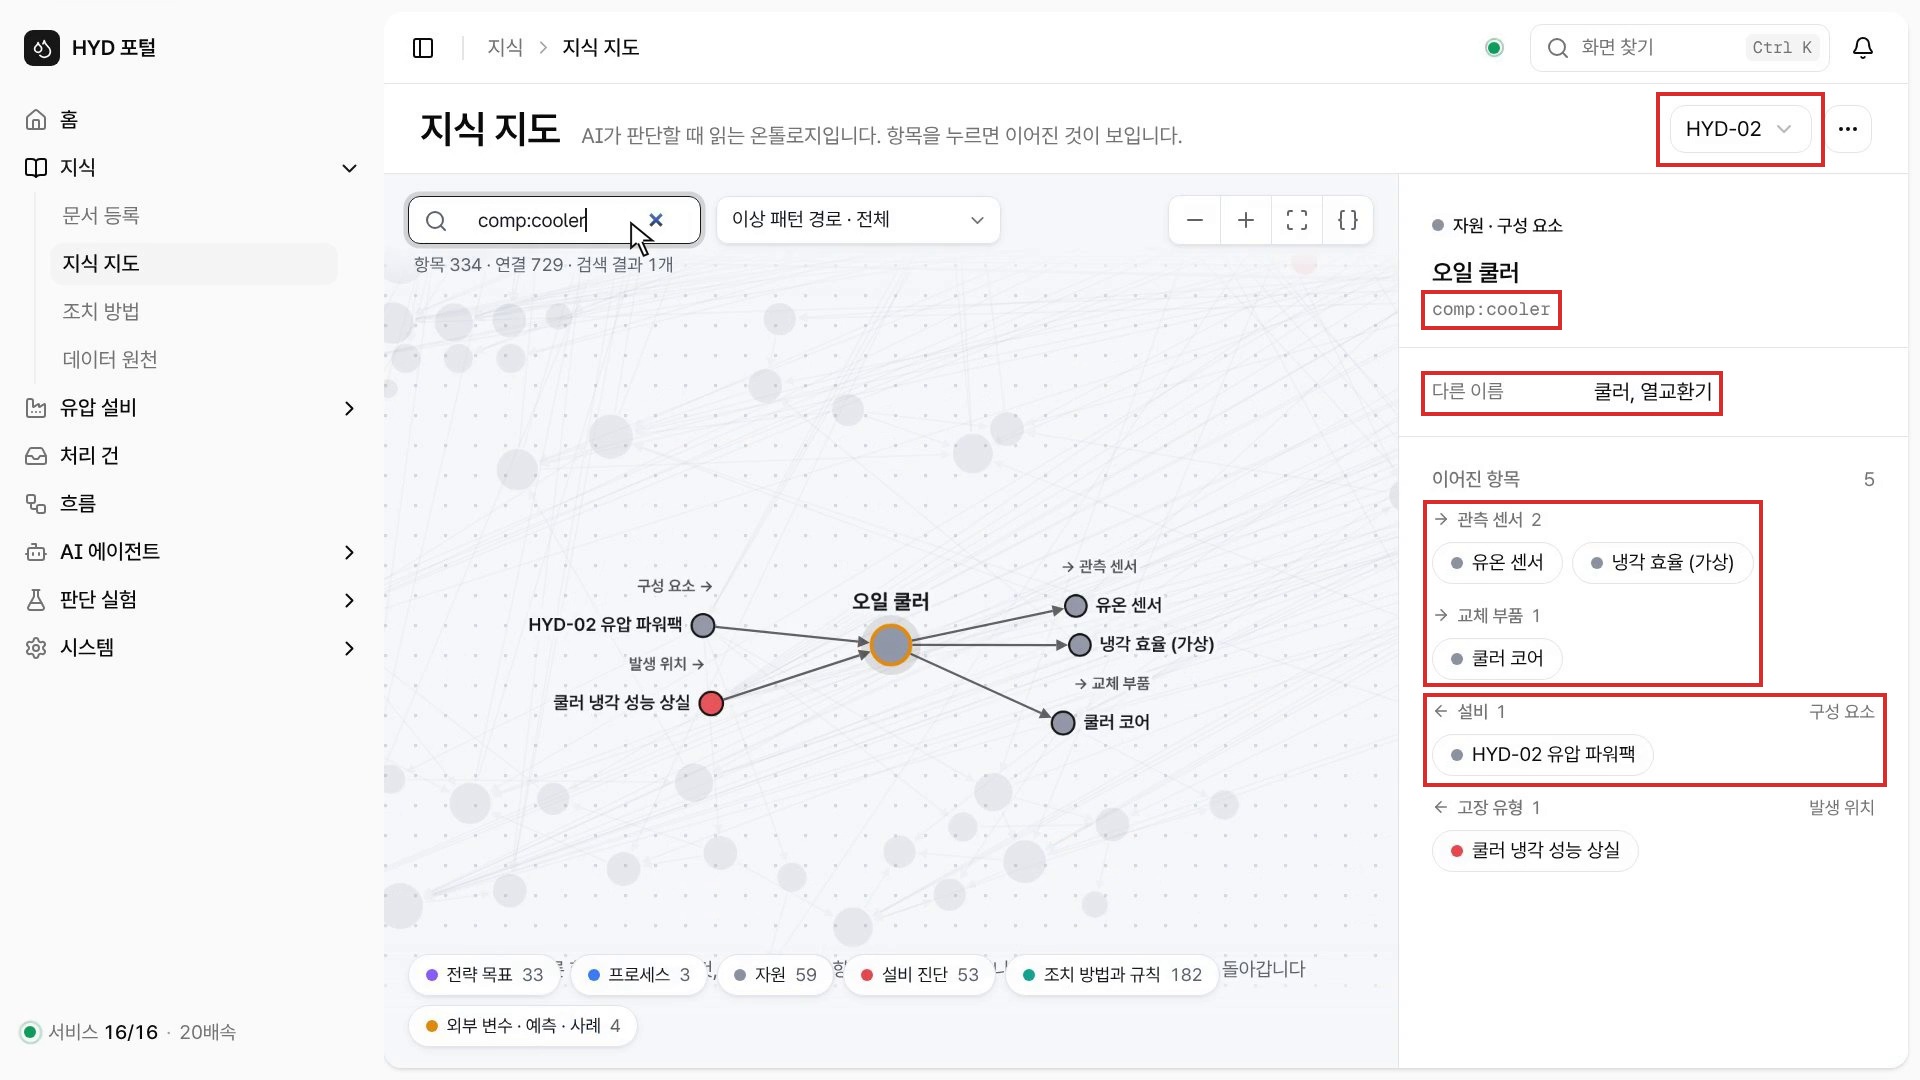 HYD 포털
홈
지식
문서 등록
지식 지도
조치 방법
데이터 원천
유압 설비
처리 건
흐름
AI 에이전트
판단 실험
시스템
서비스 16/16 · 20배속
지식 > 지식 지도
화면 찾기 Ctrl K
지식 지도 AI가 판단할 때 읽는 온톨로지입니다. 항목을 누르면 이어진 것이 보입니다.
HYD-02
comp:cooler
이상 패턴 경로 · 전체
항목 334 · 연결 729 · 검색 결과 1개
구성 요소 →
HYD-02 유압 파워팩
발생 위치 →
쿨러 냉각 성능 상실
오일 쿨러
→ 관측 센서
유온 센서
냉각 효율 (가상)
→ 교체 부품
쿨러 코어
전략 목표 33
프로세스 3
자원 59
설비 진단 53
조치 방법과 규칙 182
돌아갑니다
외부 변수 · 예측 · 사례 4
자원 · 구성 요소
오일 쿨러
comp:cooler
다른 이름 쿨러, 열교환기
이어진 항목 5
→ 관측 센서 2
유온 센서 냉각 효율 (가상)
→ 교체 부품 1
쿨러 코어
← 설비 1 구성 요소
HYD-02 유압 파워팩
← 고장 유형 1 발생 위치
쿨러 냉각 성능 상실